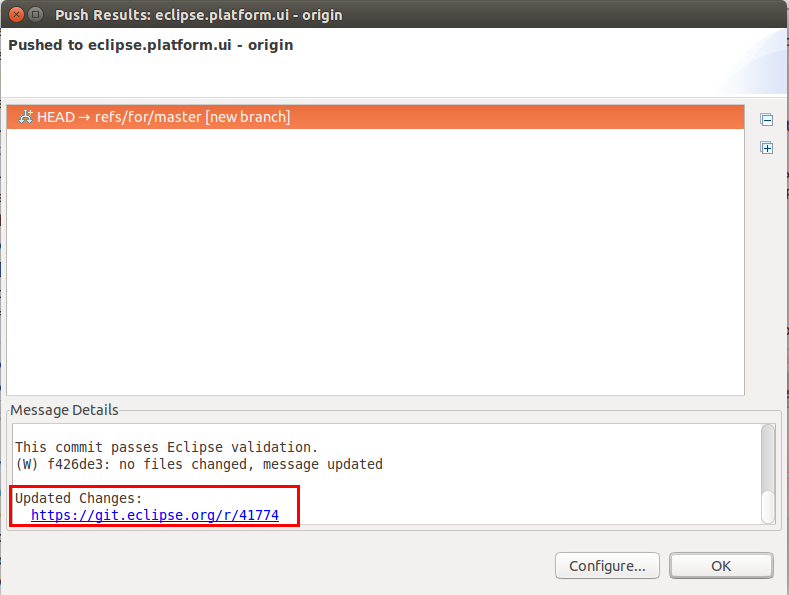 Push Results: eclipse.platform.ui - origin
Pushed to eclipse.platform.ui - origin
HEAD → refs/for/master [new branch]
Message Details
This commit passes Eclipse validation.
(W) f426de3: no files changed, message updated
Updated Changes:
https://git.eclipse.org/r/41774
Configure...
OK